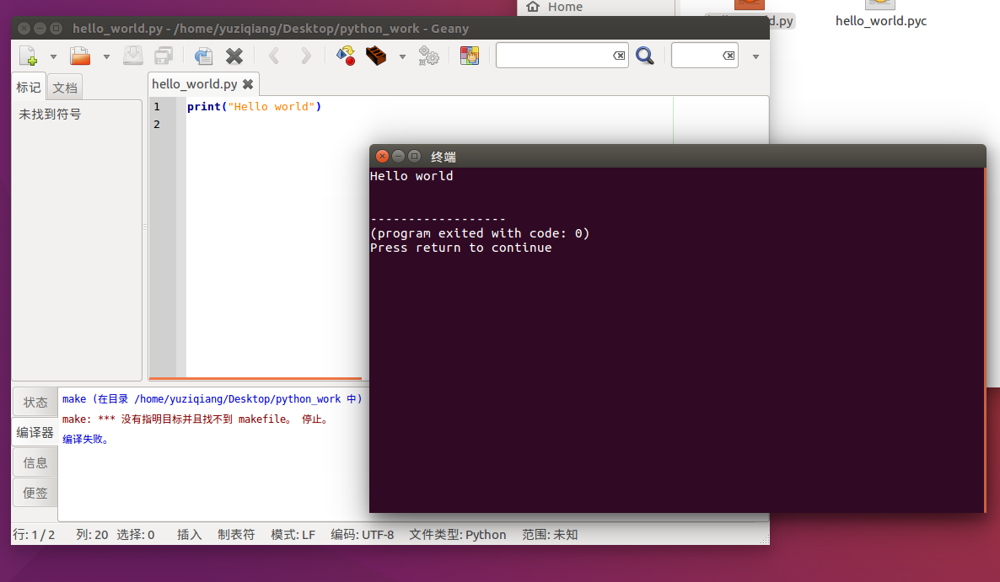 Home
d.py
hello_world.pyc
hello_world.py - /home/yuziqiang/Desktop/python_work - Geany
标记
文档
hello_world.py
未找到符号
1
print("Hello world")
2
终端
Hello world
------------------
(program exited with code: 0)
Press return to continue
状态
编译器
信息
便签
make (在目录 /home/yuziqiang/Desktop/python_work 中)
make: *** 没有指明目标并且找不到 makefile。 停止。
编译失败。
行: 1 / 2 列: 20 选择: 0 插入 制表符 模式: LF 编码: UTF-8 文件类型: Python 范围: 未知